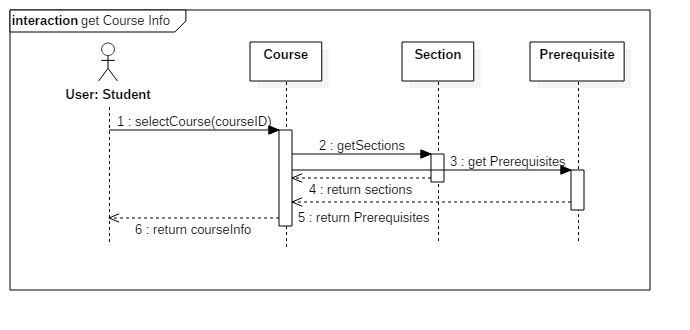 interaction get Course Info
Course
Section
Prerequisite
User: Student
1 : selectCourse(courseID)
2 : getSections
3 : get Prerequisites
4 : return sections
5 : return Prerequisites
6 : return courseInfo